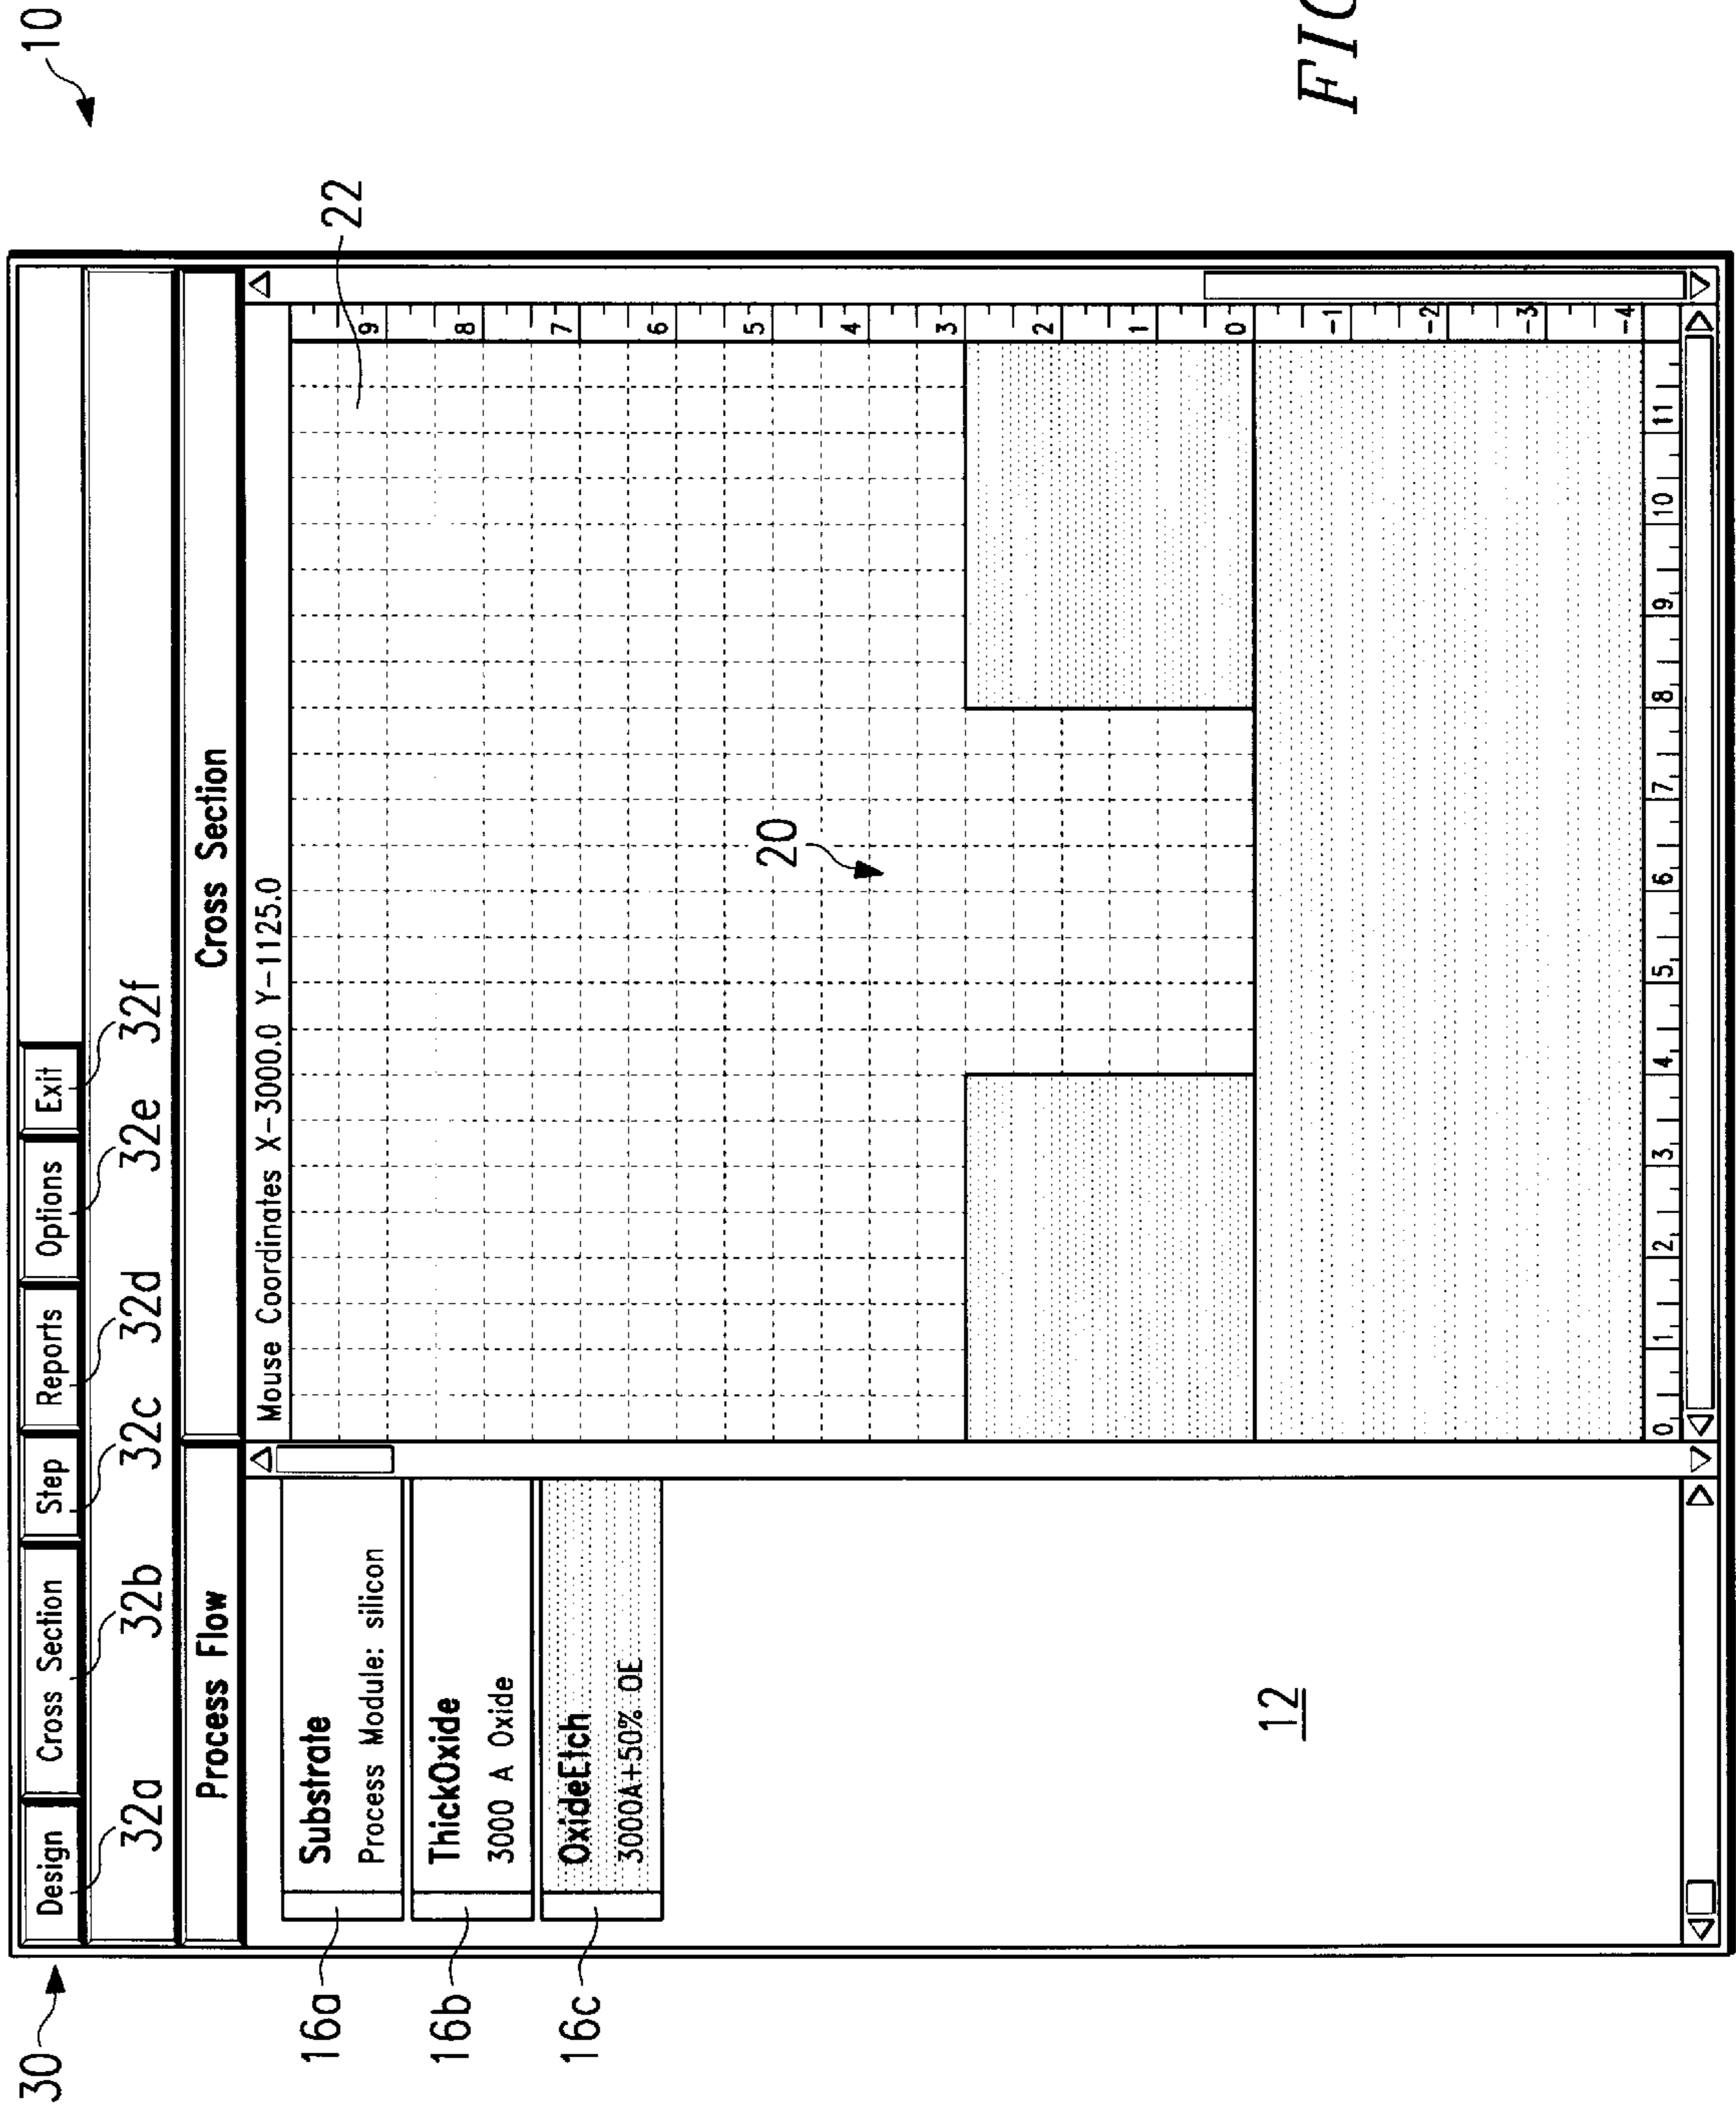 30
10
Design
Cross Section
Step
Reports
Options
Exit
32a
32b
32c
32d
32e
32f
Process Flow
Cross Section
Mouse Coordinates X-3000.0 Y-1125.0
16a
Substrate
Process Module: silicon
16b
ThickOxide
3000 A Oxide
16c
OxideEtch
3000A+50% OE
12
20
22
9
8
7
6
5
4
3
2
1
0
-1
-2
-3
-4
0 1 2 3 4 5 6 7 8 9 10 11
FIG